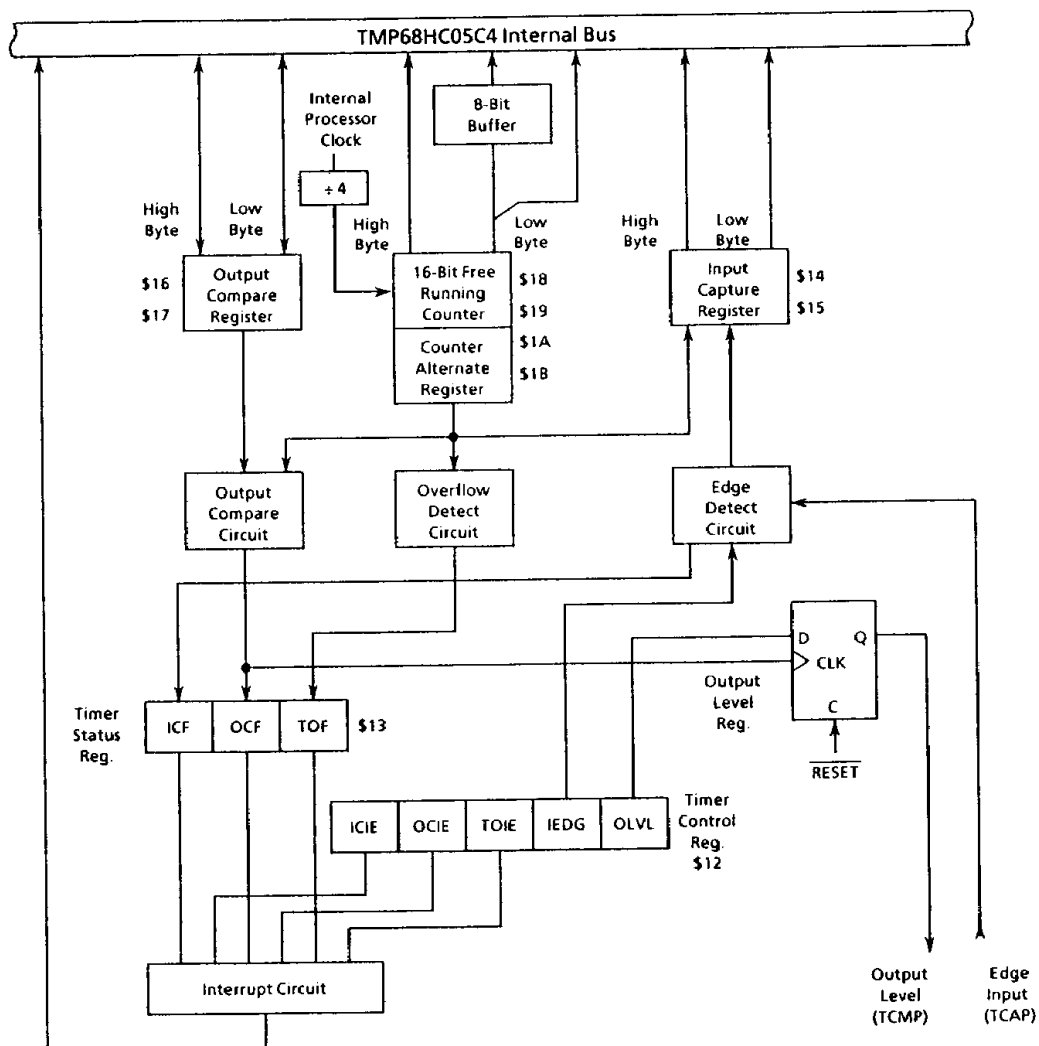 TMP68HC05C4 Internal Bus
Internal
Processor
Clock
8-Bit
Buffer
÷ 4
High
Byte
Low
Byte
High
Byte
Low
Byte
High
Byte
Low
Byte
$16
$17
Output
Compare
Register
16-Bit Free
Running
Counter
$18
$19
Counter
Alternate
Register
$1A
$1B
Input
Capture
Register
$14
$15
Output
Compare
Circuit
Overflow
Detect
Circuit
Edge
Detect
Circuit
D
Q
CLK
C
Output
Level
Reg.
RESET
Timer
Status
Reg.
ICF
OCF
TOF
$13
ICIE
OCIE
TOIE
IEDG
OLVL
Timer
Control
Reg.
$12
Interrupt Circuit
Output
Level
(TCMP)
Edge
Input
(TCAP)